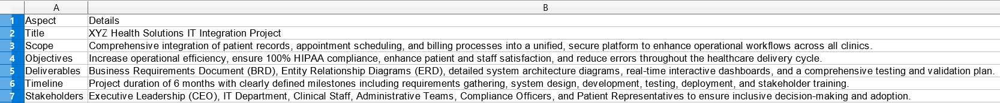 A B
1 Aspect Details
2 Title XYZ Health Solutions IT Integration Project
3 Scope Comprehensive integration of patient records, appointment scheduling, and billing processes into a unified, secure platform to enhance operational workflows across all clinics.
4 Objectives Increase operational efficiency, ensure 100% HIPAA compliance, enhance patient and staff satisfaction, and reduce errors throughout the healthcare delivery cycle.
5 Deliverables Business Requirements Document (BRD), Entity Relationship Diagrams (ERD), detailed system architecture diagrams, real-time interactive dashboards, and a comprehensive testing and validation plan.
6 Timeline Project duration of 6 months with clearly defined milestones including requirements gathering, system design, development, testing, deployment, and stakeholder training.
7 Stakeholders Executive Leadership (CEO), IT Department, Clinical Staff, Administrative Teams, Compliance Officers, and Patient Representatives to ensure inclusive decision-making and adoption.